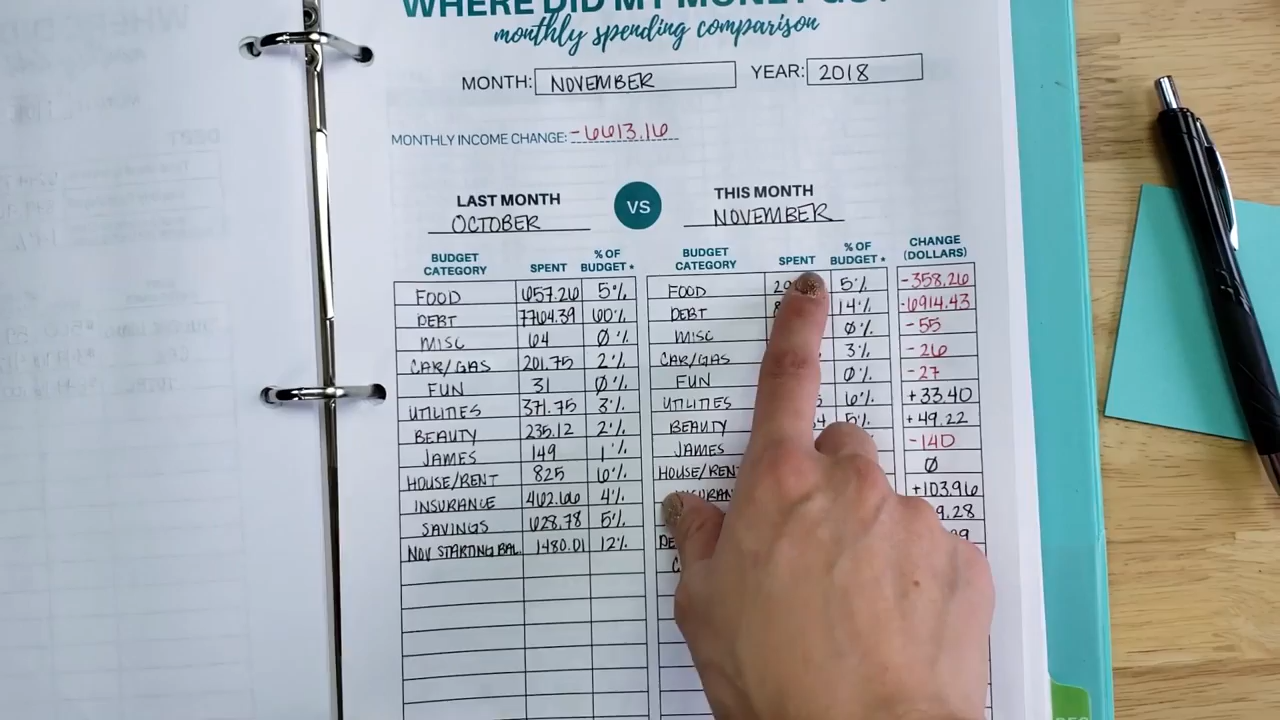 WHERE DID MY MONEY GO?
monthly spending comparison
MONTH: NOVEMBER YEAR: 2018
MONTHLY INCOME CHANGE: -6613.16
LAST MONTH VS THIS MONTH
OCTOBER NOVEMBER
BUDGET CATEGORY SPENT % OF BUDGET * BUDGET CATEGORY SPENT % OF BUDGET * CHANGE (DOLLARS)
FOOD 657.26 5% FOOD 5% -358.26
DEBT 7764.39 60% DEBT 14% -6914.43
MISC 64 0% MISC 0% -55
CAR/GAS 201.75 2% CAR/GAS 3% -26
FUN 31 0% FUN 0% -27
UTILITIES 371.75 3% UTILITIES 6% +33.40
BEAUTY 235.12 2% BEAUTY 5% +49.22
JAMES 149 1% JAMES -140
HOUSE/RENT 825 6% HOUSE/RENT 0
INSURANCE 462.66 4% +103.96
SAVINGS 628.78 5%
NOV STARTING BAL. 1480.01 12%